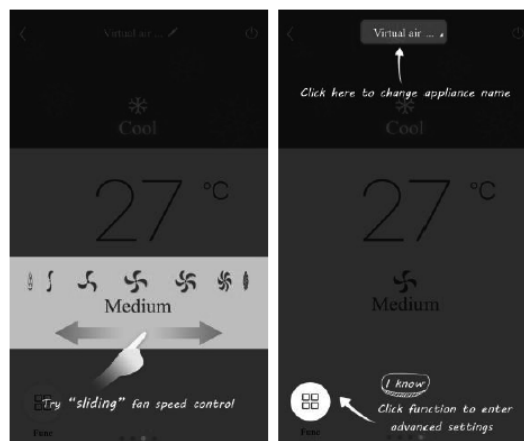 Virtual air ...
Cool
27 °C
Medium
Try "sliding" fan speed control
Func
Virtual air ...
Click here to change appliance name
Cool
27 °C
Medium
I know
Click function to enter
advanced settings
Func